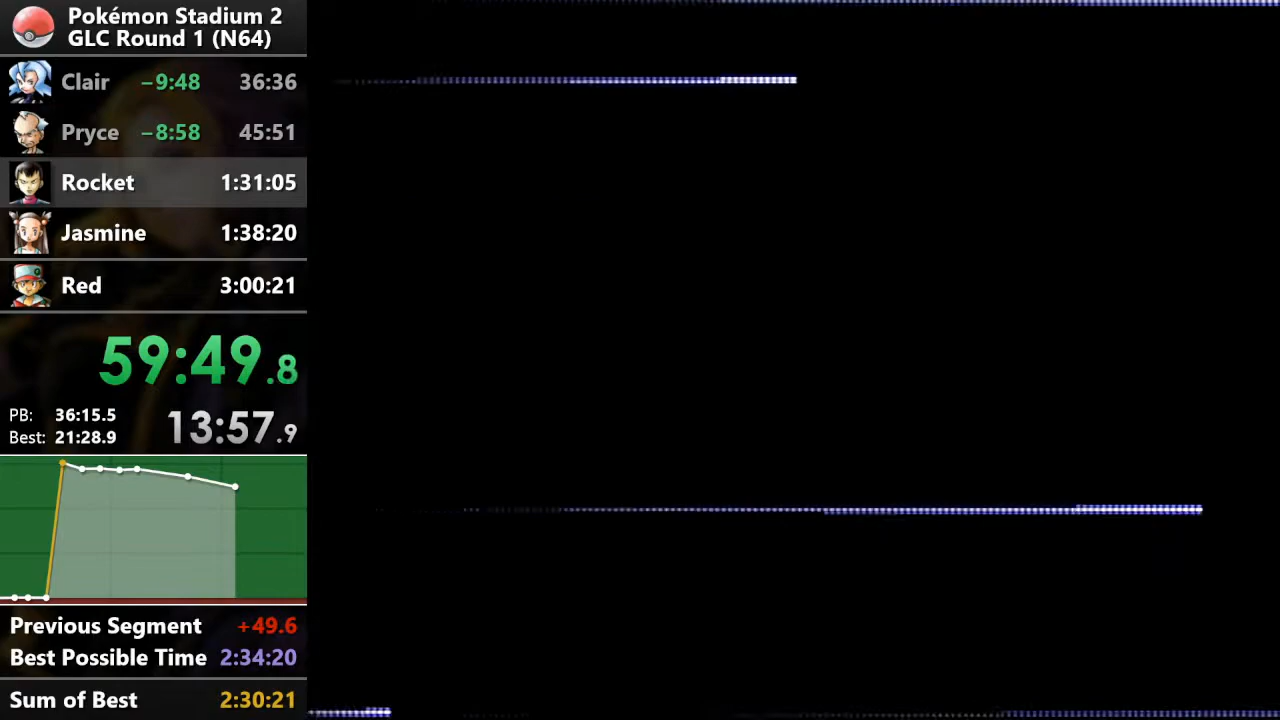 Pokémon Stadium 2
GLC Round 1 (N64)
Clair −9:48 36:36
Pryce −8:58 45:51
Rocket 1:31:05
Jasmine 1:38:20
Red 3:00:21
59:49.8
PB: 36:15.5
Best: 21:28.9
13:57.9
Previous Segment +49.6
Best Possible Time 2:34:20
Sum of Best 2:30:21